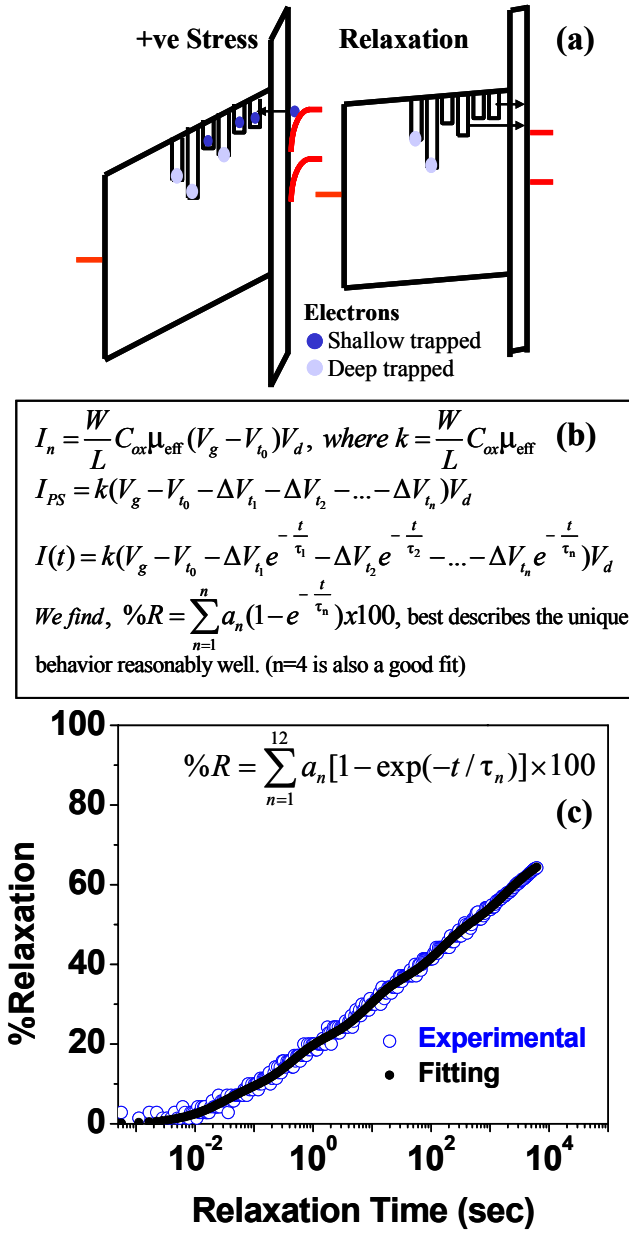 +ve Stress Relaxation (a)
Electrons
Shallow trapped
Deep trapped
(b)
I_n = W/L C_ox μ_eff (V_g − V_t0) V_d, where k = W/L C_ox μ_eff
I_PS = k(V_g − V_t0 − ΔV_t1 − ΔV_t2 − ... − ΔV_tn) V_d
I(t) = k(V_g − V_t0 − ΔV_t1 e^(−t/τ_1) − ΔV_t2 e^(−t/τ_2) − ... − ΔV_tn e^(−t/τ_n)) V_d
We find, %R = Σ_{n=1}^{n} a_n (1 − e^(−t/τ_n)) x100, best describes the unique
behavior reasonably well. (n=4 is also a good fit)
%R = Σ_{n=1}^{12} a_n [1 − exp(−t / τ_n)] × 100
(c)
100
80
60
40
20
0
%Relaxation
Experimental
Fitting
10^-2 10^0 10^2 10^4
Relaxation Time (sec)